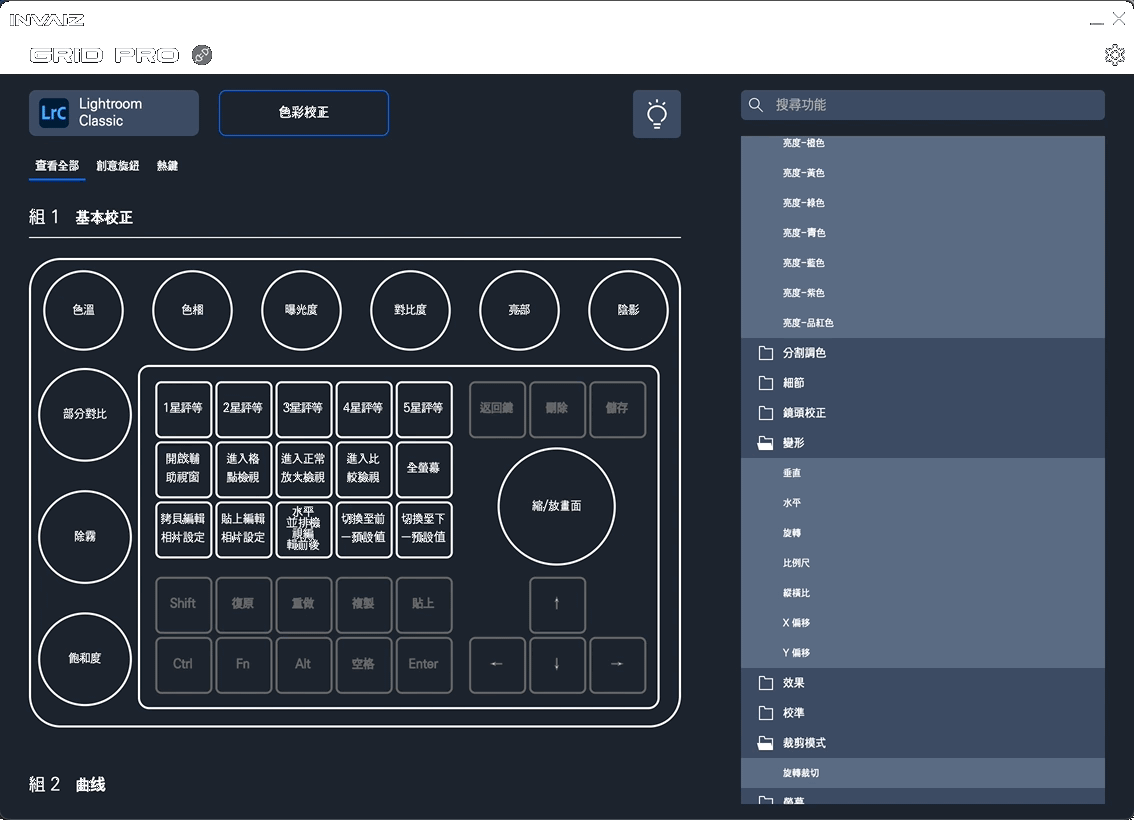 INVAIZ
GRID PRO
LrC
Lightroom
Classic
色彩校正
搜尋功能
查看全部
創意旋鈕
熱鍵
組 1 基本校正
色溫
色相
曝光度
對比度
亮部
陰影
部分對比
除霧
飽和度
1星評等
2星評等
3星評等
4星評等
5星評等
返回鍵
刪除
儲存
開啟輔
助視窗
進入格
點檢視
進入正常
放大檢視
進入比
較檢視
全螢幕
拷貝編輯
相片設定
貼上編輯
相片設定
水平
並排檢
視編
輯前後
切換至前
一預設值
切換至下
一預設值
縮/放畫面
Shift
復原
重做
複製
貼上
↑
Ctrl
Fn
Alt
空格
Enter
←
↓
→
組 2 曲线
亮度-橙色
亮度-黃色
亮度-綠色
亮度-青色
亮度-藍色
亮度-紫色
亮度-品紅色
分割調色
細節
鏡頭校正
變形
垂直
水平
旋轉
比例尺
縱橫比
X 偏移
Y 偏移
效果
校準
裁剪模式
旋轉裁切
螢幕